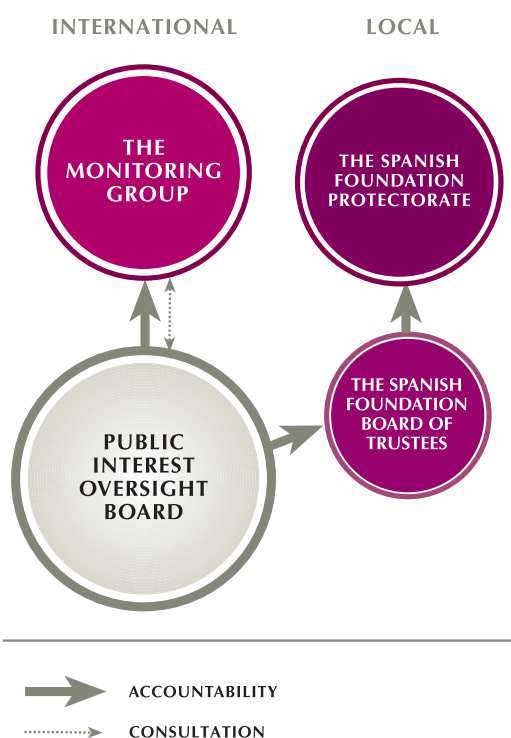 INTERNATIONAL
LOCAL
THE
MONITORING
GROUP
THE SPANISH
FOUNDATION
PROTECTORATE
THE SPANISH
FOUNDATION
BOARD OF
TRUSTEES
PUBLIC
INTEREST
OVERSIGHT
BOARD
ACCOUNTABILITY
CONSULTATION